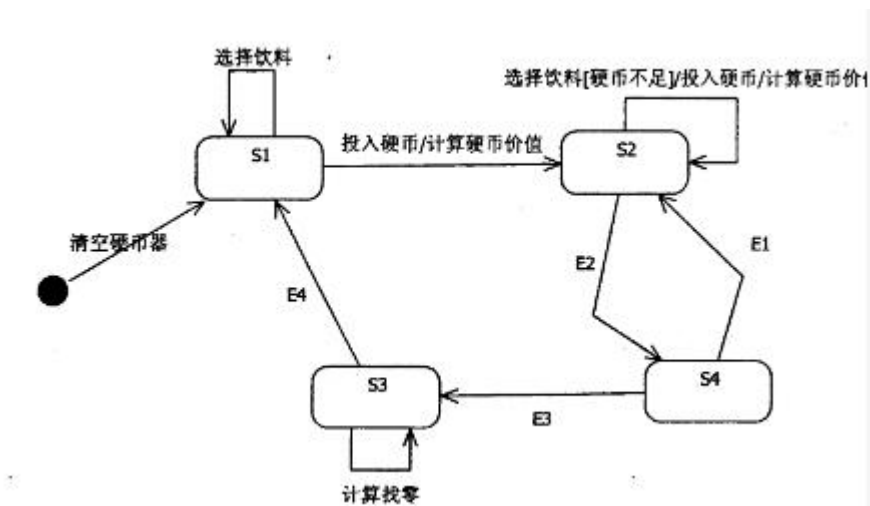 选择饮料
选择饮料[硬币不足]/投入硬币/计算硬币价
S1
投入硬币/计算硬币价值
S2
清空硬币器
E1
E2
E4
S3
S4
E3
计算找零